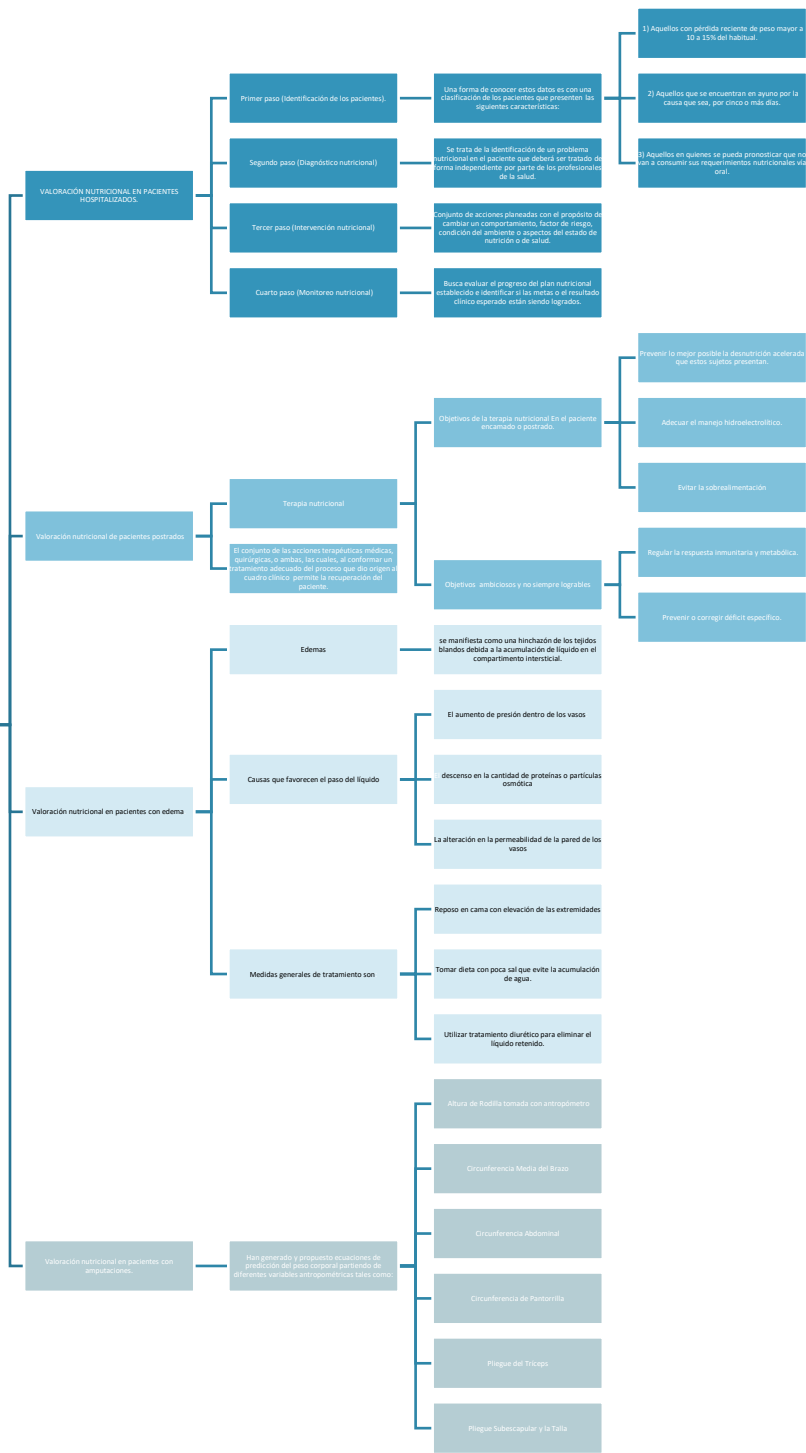 VALORACIÓN NUTRICIONAL EN PACIENTES
HOSPITALIZADOS.
Primer paso (Identificación de los pacientes).
Una forma de conocer estos datos es con una
clasificación de los pacientes que presenten las
siguientes características:
1) Aquellos con pérdida reciente de peso mayor a
10 a 15% del habitual.
2) Aquellos que se encuentran en ayuno por la
causa que sea, por cinco o más días.
3) Aquellos en quienes se pueda pronosticar que no
van a consumir sus requerimientos nutricionales vía
oral.
Segundo paso (Diagnóstico nutricional)
Se trata de la identificación de un problema
nutricional en el paciente que deberá ser tratado de
forma independiente por parte de los profesionales
de la salud.
Tercer paso (Intervención nutricional)
Conjunto de acciones planeadas con el propósito de
cambiar un comportamiento, factor de riesgo,
condición del ambiente o aspectos del estado de
nutrición o de salud.
Cuarto paso (Monitoreo nutricional)
Busca evaluar el progreso del plan nutricional
establecido e identificar si las metas o el resultado
clínico esperado están siendo logrados.
Valoración nutricional de pacientes postrados
Terapia nutricional
Objetivos de la terapia nutricional En el paciente
encamado o postrado.
Prevenir lo mejor posible la desnutrición acelerada
que estos sujetos presentan.
Adecuar el manejo hidroelectrolítico.
Evitar la sobrealimentación
Objetivos ambiciosos y no siempre logrables
Regular la respuesta inmunitaria y metabólica.
Prevenir o corregir déficit específico.
El conjunto de las acciones terapéuticas médicas,
quirúrgicas, o ambas, las cuales, al conformar un
tratamiento adecuado del proceso que dio origen al
cuadro clínico permite la recuperación del
paciente.
Valoración nutricional en pacientes con edema
Edemas
se manifiesta como una hinchazón de los tejidos
blandos debida a la acumulación de líquido en el
compartimento intersticial.
Causas que favorecen el paso del líquido
El aumento de presión dentro de los vasos
descenso en la cantidad de proteínas o partículas
osmótica
La alteración en la permeabilidad de la pared de los
vasos
Medidas generales de tratamiento son
Reposo en cama con elevación de las extremidades
Tomar dieta con poca sal que evite la acumulación
de agua.
Utilizar tratamiento diurético para eliminar el
líquido retenido.
Valoración nutricional en pacientes con
amputaciones.
Han generado y propuesto ecuaciones de
predicción del peso corporal partiendo de
diferentes variables antropométricas tales como:
Altura de Rodilla tomada con antropómetro
Circunferencia Media del Brazo
Circunferencia Abdominal
Circunferencia de Pantorrilla
Pliegue del Tríceps
Pliegue Subescapular y la Talla